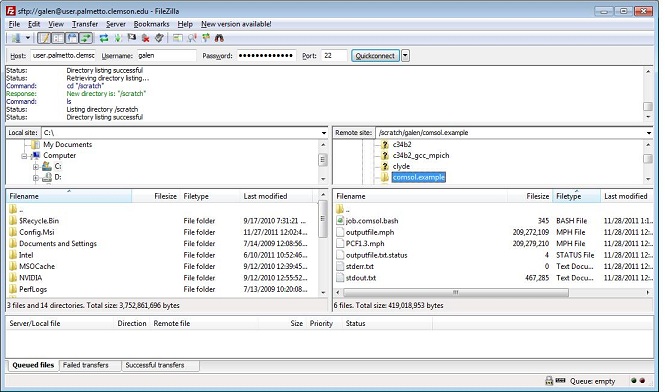 sftp://galen@user.palmetto.clemson.edu - FileZilla
File Edit View Transfer Server Bookmarks Help New version available!
Host: user.palmetto.clemsc Username: galen Password: ●●●●●●●●●●●●● Port: 22 Quickconnect
Status: Directory listing successful
Status: Retrieving directory listing...
Command: cd "/scratch"
Response: New directory is: "/scratch"
Command: ls
Status: Listing directory /scratch
Status: Directory listing successful
Local site: C:\
My Documents
Computer
C:
D:
Remote site: /scratch/galen/comsol.example
c34b2
c34b2_gcc_mpich
clyde
comsol.example
Filename Filesize Filetype Last modified
..
$Recycle.Bin File folder 9/17/2010 7:31:21 ...
Config.Msi File folder 11/27/2011 12:02:4...
Documents and Settings File folder 7/14/2009 12:08:56...
Intel File folder 6/10/2011 10:52:46...
MSOCache File folder 9/12/2010 12:39:45...
NVIDIA File folder 9/12/2010 12:55:52...
PerfLogs File folder 7/13/2009 10:20:08...
3 files and 14 directories. Total size: 3,752,861,696 bytes
Filename Filesize Filetype Last modified
..
job.comsol.bash 345 BASH File 11/28/2011 1:1...
outputfile.mph 209,272,109 MPH File 11/28/2011 12:...
PCF1.3.mph 209,279,210 MPH File 11/28/2011 12:...
outputfile.txt.status 4 STATUS File 11/28/2011 12:...
stderr.txt 0 Text Docu... 11/28/2011 12:...
stdout.txt 467,285 Text Docu... 11/28/2011 12:...
6 files. Total size: 419,018,953 bytes
Server/Local file Direction Remote file Size Priority Status
Queued files Failed transfers Successful transfers
Queue: empty